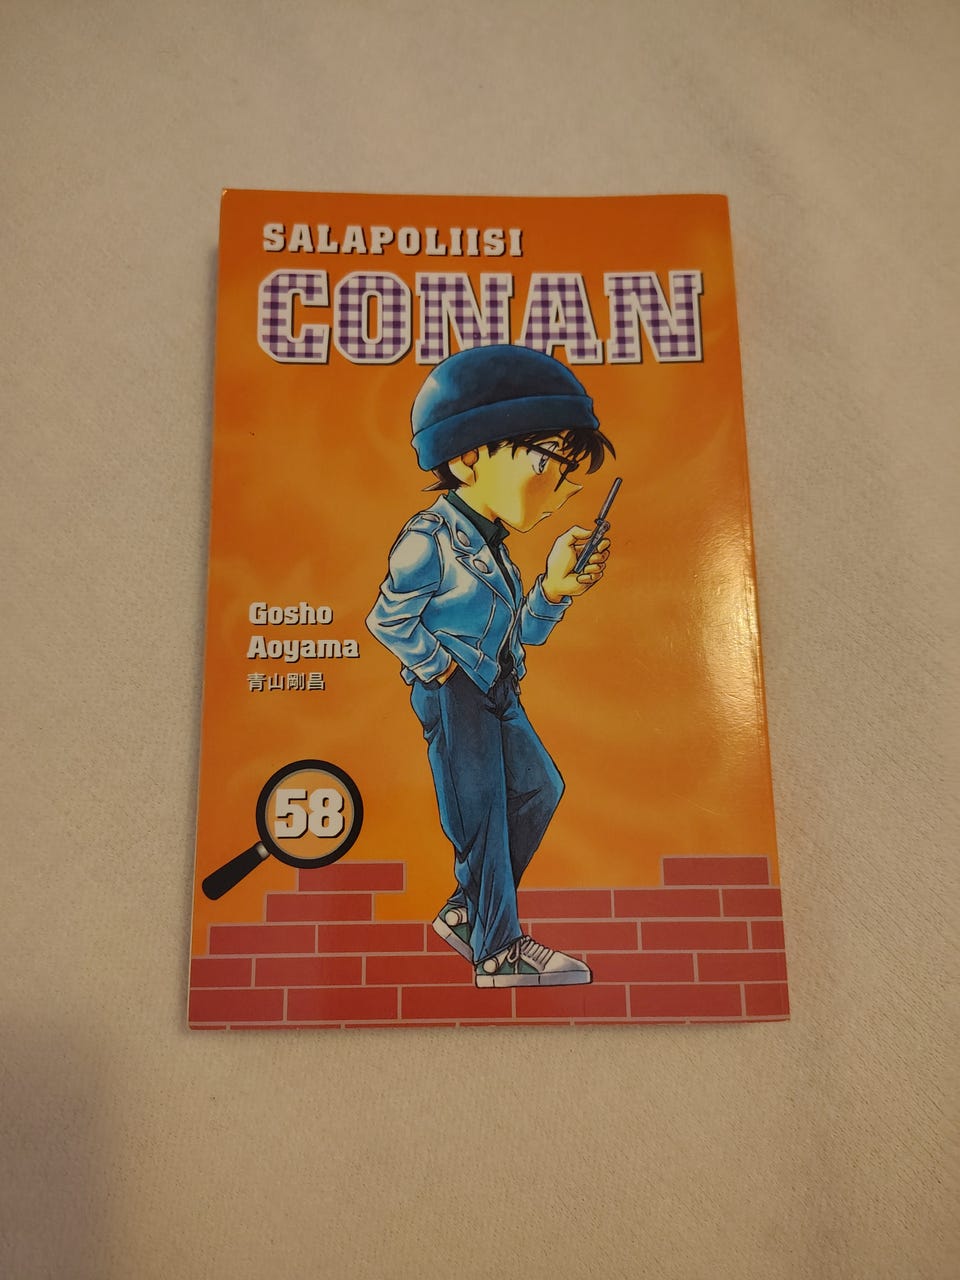 SALAPOLIISI
CONAN
Gosho
Aoyama
青山剛昌
58